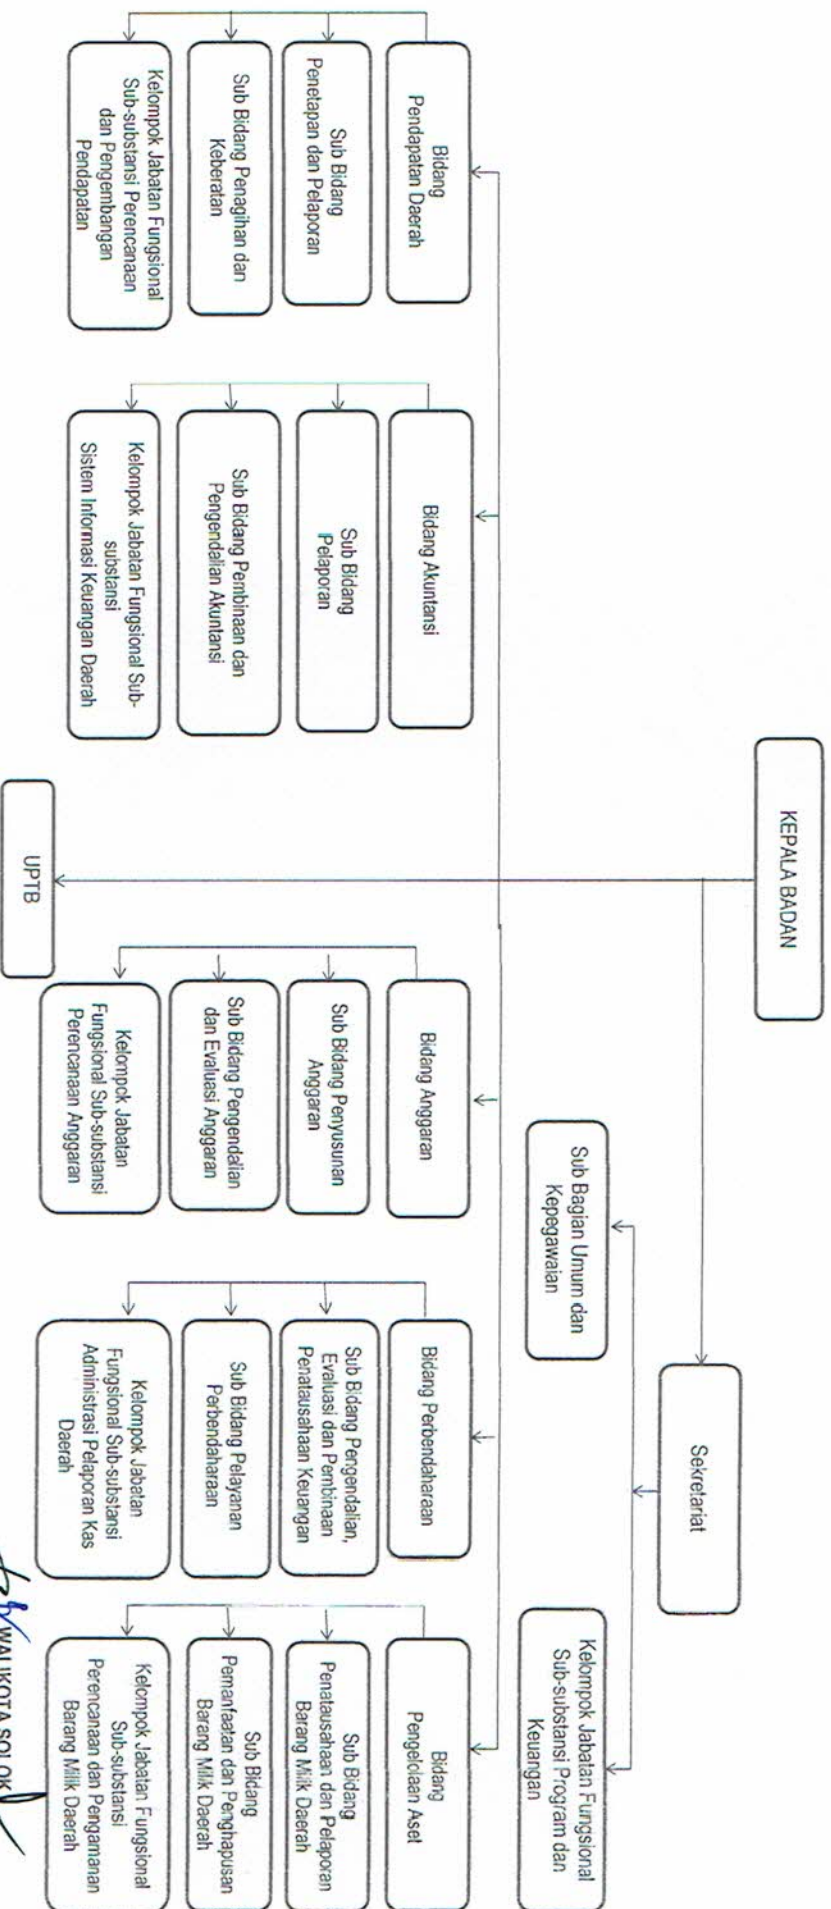 KEPALA BADAN
Sekretariat
Sub Bagian Umum dan
Kepegawaian
Kelompok Jabatan Fungsional
Sub-substansi Program dan
Keuangan
Bidang
Pendapatan Daerah
Sub Bidang
Penetapan dan Pelaporan
Sub Bidang Penagihan dan
Keberatan
Kelompok Jabatan Fungsional
Sub-substansi Perencanaan
dan Pengembangan
Pendapatan
Bidang Akuntansi
Sub Bidang
Pelaporan
Sub Bidang Pembinaan dan
Pengendalian Akuntansi
Kelompok Jabatan Fungsional Sub-
substansi
Sistem Informasi Keuangan Daerah
UPTB
Bidang Anggaran
Sub Bidang Penyusunan
Anggaran
Sub Bidang Pengendalian
dan Evaluasi Anggaran
Kelompok Jabatan
Fungsional Sub-substansi
Perencanaan Anggaran
Bidang Perbendaharaan
Sub Bidang Pengendalian,
Evaluasi dan Pembinaan
Penatausahaan Keuangan
Sub Bidang Pelayanan
Perbendaharaan
Kelompok Jabatan
Fungsional Sub-substansi
Administrasi Pelaporan Kas
Daerah
Bidang
Pengelolaan Aset
Sub Bidang
Penatausahaan dan Pelaporan
Barang Milik Daerah
Sub Bidang
Pemanfaatan dan Penghapusan
Barang Milik Daerah
Kelompok Jabatan Fungsional
Sub-substansi
Perencanaan dan Pengamanan
Barang Milik Daerah
WALIKOTA SOLOK